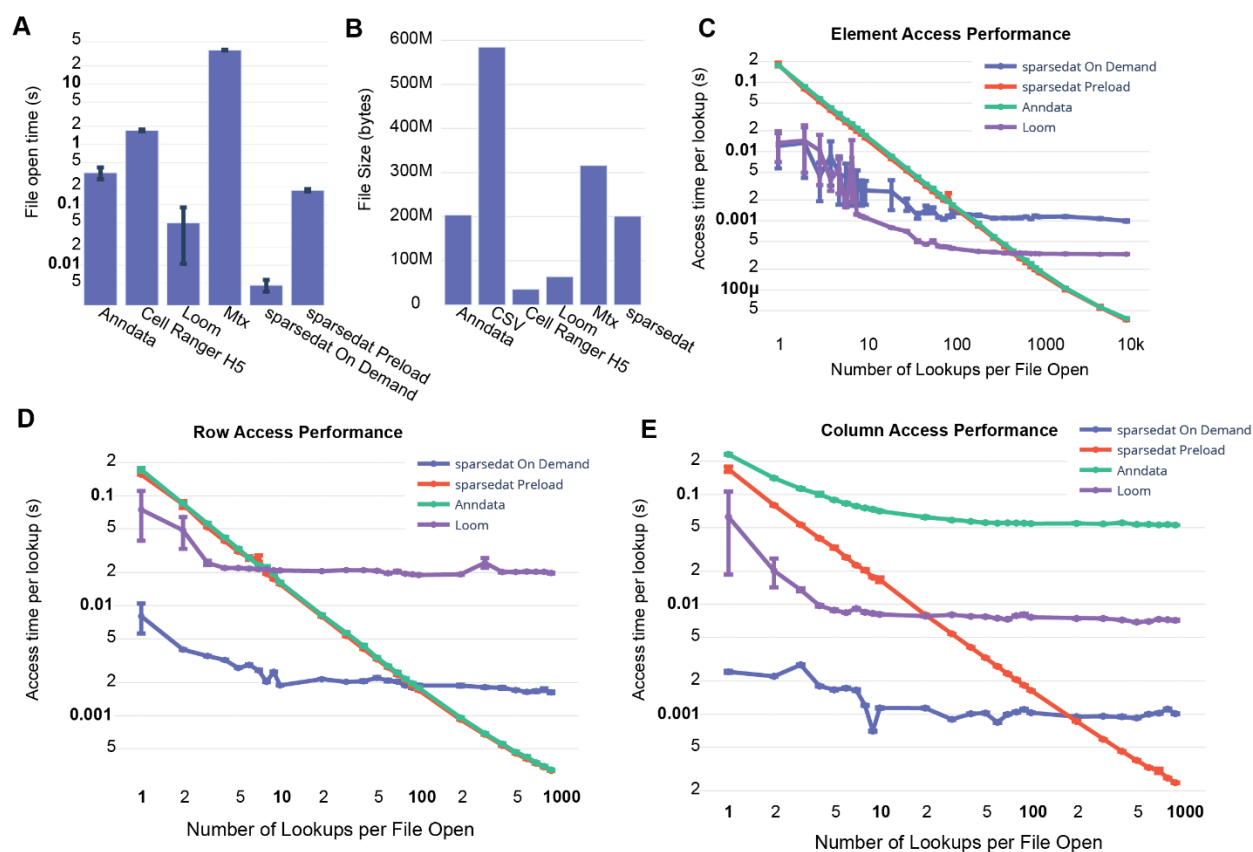 A
File open time (s)
5
10
5
2
1
5
2
0.1
5
2
0.01
5
Anndata
Cell Ranger H5
Loom
Mtx
sparsedat On Demand
sparsedat Preload
B
File Size (bytes)
600M
500M
400M
300M
200M
100M
0
Anndata
CSV
Cell Ranger H5
Loom
Mtx
sparsedat
C
Element Access Performance
sparsedat On Demand
sparsedat Preload
Anndata
Loom
Access time per lookup (s)
2
0.1
5
2
0.01
5
2
0.001
5
2
100µ
5
1
10
100
1000
10k
Number of Lookups per File Open
D
Row Access Performance
sparsedat On Demand
sparsedat Preload
Anndata
Loom
Access time per lookup (s)
2
0.1
5
2
0.01
5
2
0.001
5
1
2
5
10
2
5
100
2
5
1000
Number of Lookups per File Open
E
Column Access Performance
sparsedat On Demand
sparsedat Preload
Anndata
Loom
Access time per lookup (s)
2
0.1
5
2
0.01
5
2
0.001
5
2
1
2
5
10
2
5
100
2
5
1000
Number of Lookups per File Open